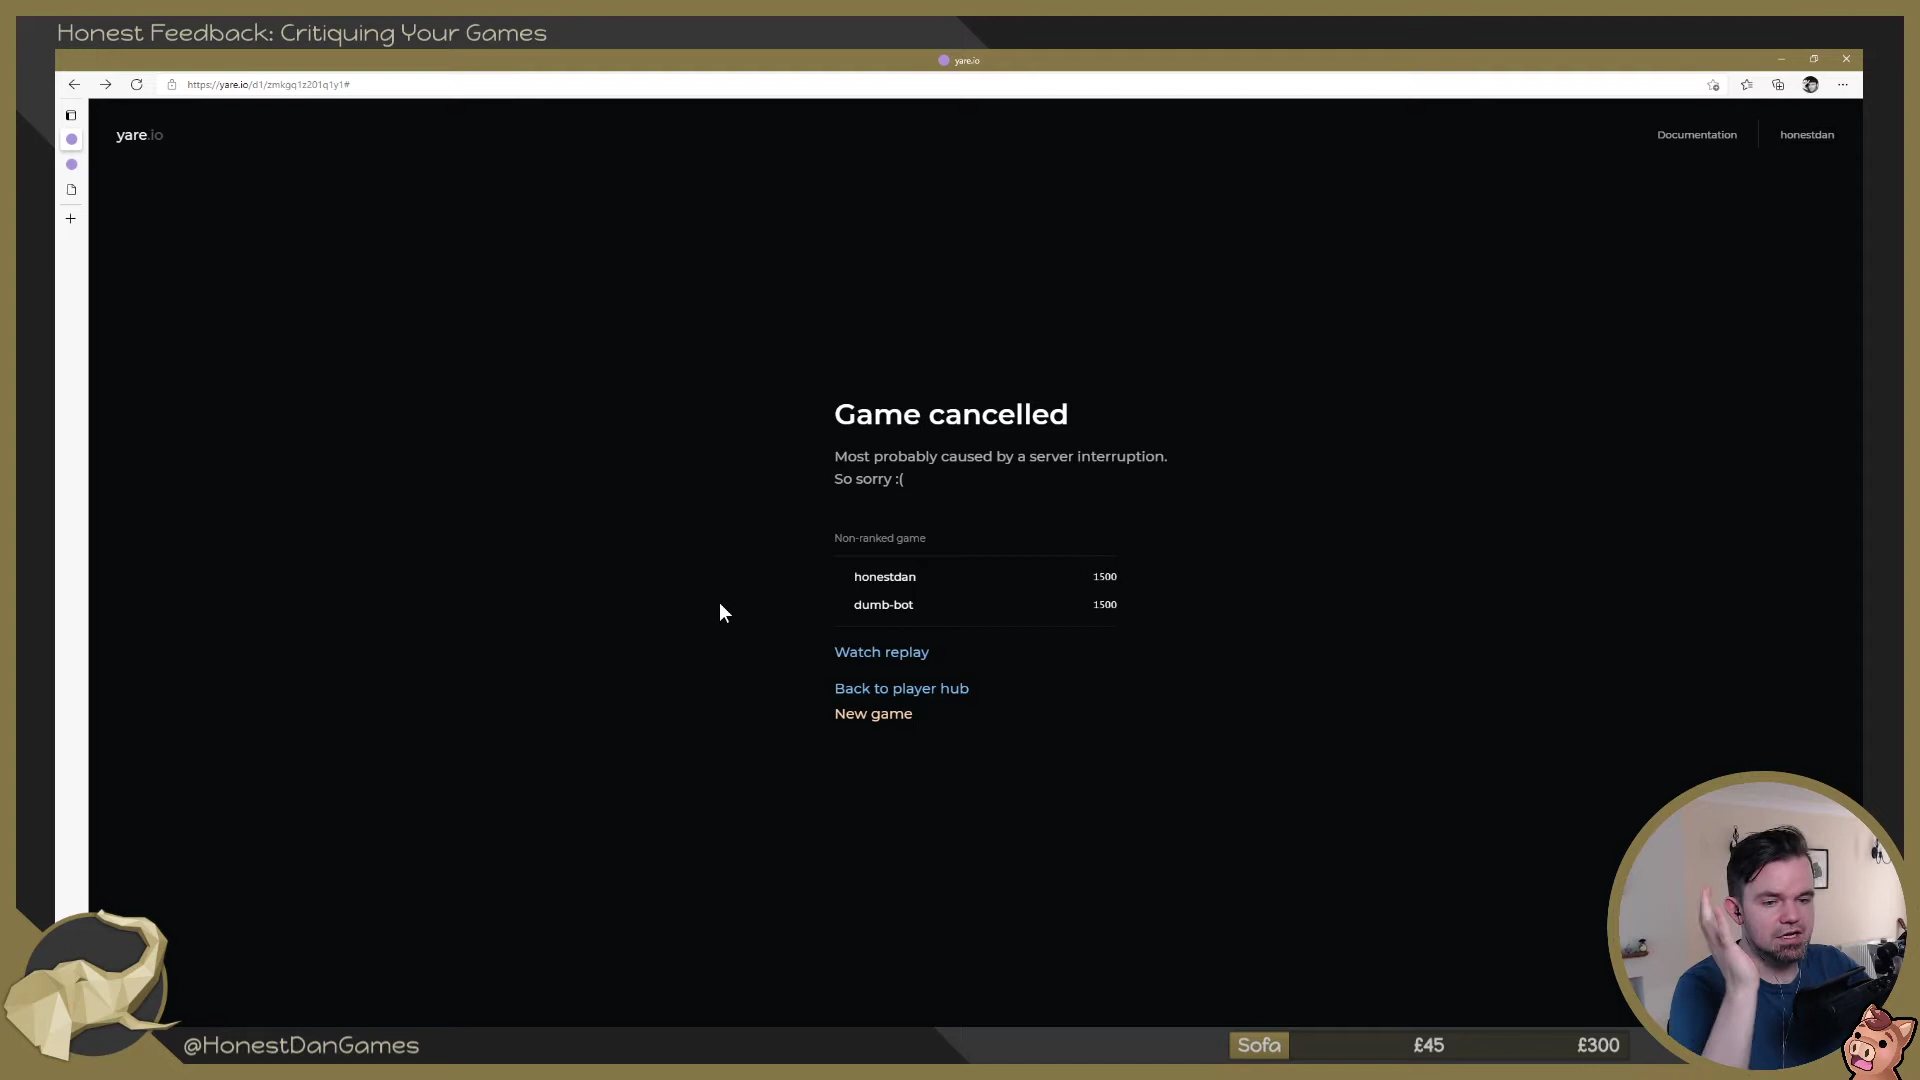 Honest Feedback: Critiquing Your Games
yare.io
https://yare.io/d1/zmkgq1z201q1y1#
yare.io
Documentation
honestdan
Game cancelled
Most probably caused by a server interruption.
So sorry :(
Non-ranked game
honestdan 1500
dumb-bot 1500
Watch replay
Back to player hub
New game
@HonestDanGames
Sofa £45 £300